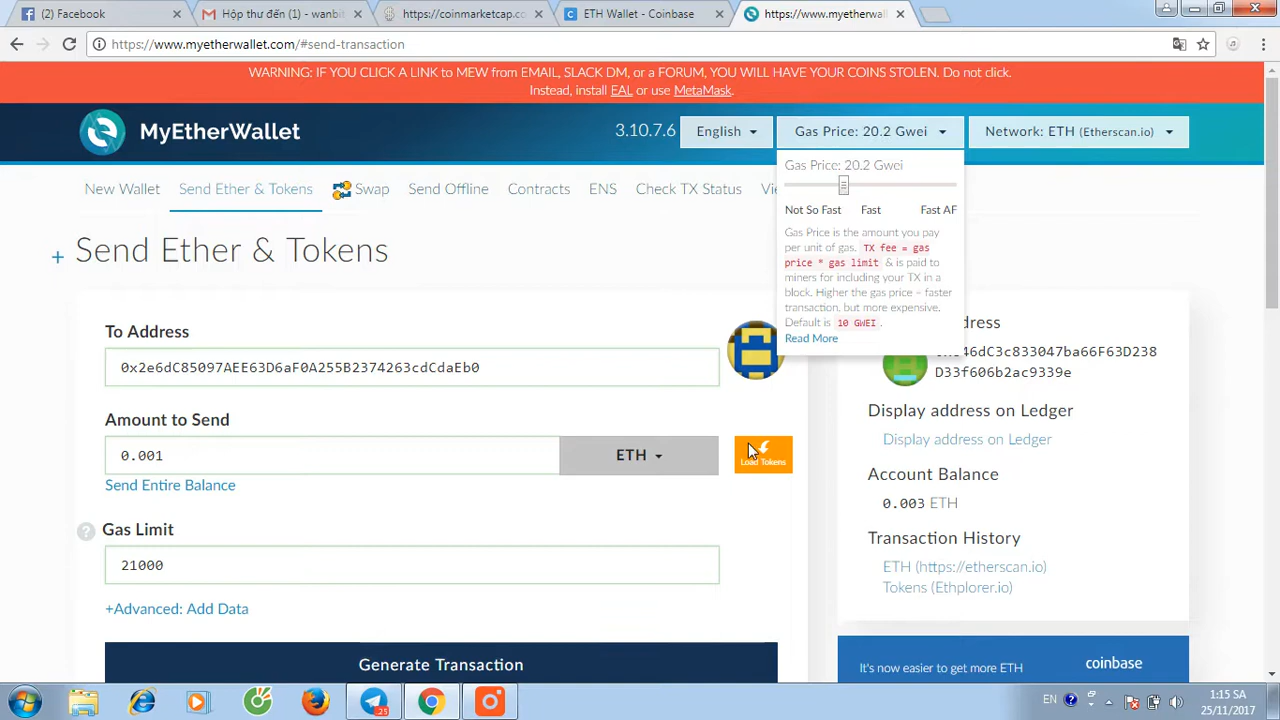 (2) Facebook
Hộp thư đến (1) - wanbit
https://coinmarketcap.co
ETH Wallet - Coinbase
https://www.myetherwall
https://www.myetherwallet.com/#send-transaction
WARNING: IF YOU CLICK A LINK to MEW from EMAIL, SLACK DM, or a FORUM, YOU WILL HAVE YOUR COINS STOLEN. Do not click.
Instead, install EAL or use MetaMask.
MyEtherWallet
3.10.7.6
English
Gas Price: 20.2 Gwei
Network: ETH (Etherscan.io)
Gas Price: 20.2 Gwei
Not So Fast
Fast
Fast AF
Gas Price is the amount you pay
per unit of gas. TX fee = gas
price * gas limit & is paid to
miners for including your TX in a
block. Higher the gas price – faster
transaction, but more expensive.
Default is 10 GWEI .
Read More
New Wallet
Send Ether & Tokens
Swap
Send Offline
Contracts
ENS
Check TX Status
Vie
+ Send Ether & Tokens
To Address
0x2e6dC85097AEE63D6aF0A255B2374263cdCdaEb0
Amount to Send
0.001
ETH
Load Tokens
Send Entire Balance
? Gas Limit
21000
+Advanced: Add Data
Generate Transaction
D33f606b2ac9339e
Display address on Ledger
Display address on Ledger
Account Balance
0.003 ETH
Transaction History
ETH (https://etherscan.io)
Tokens (Ethplorer.io)
It's now easier to get more ETH
coinbase
25
EN
1:15 SA
25/11/2017